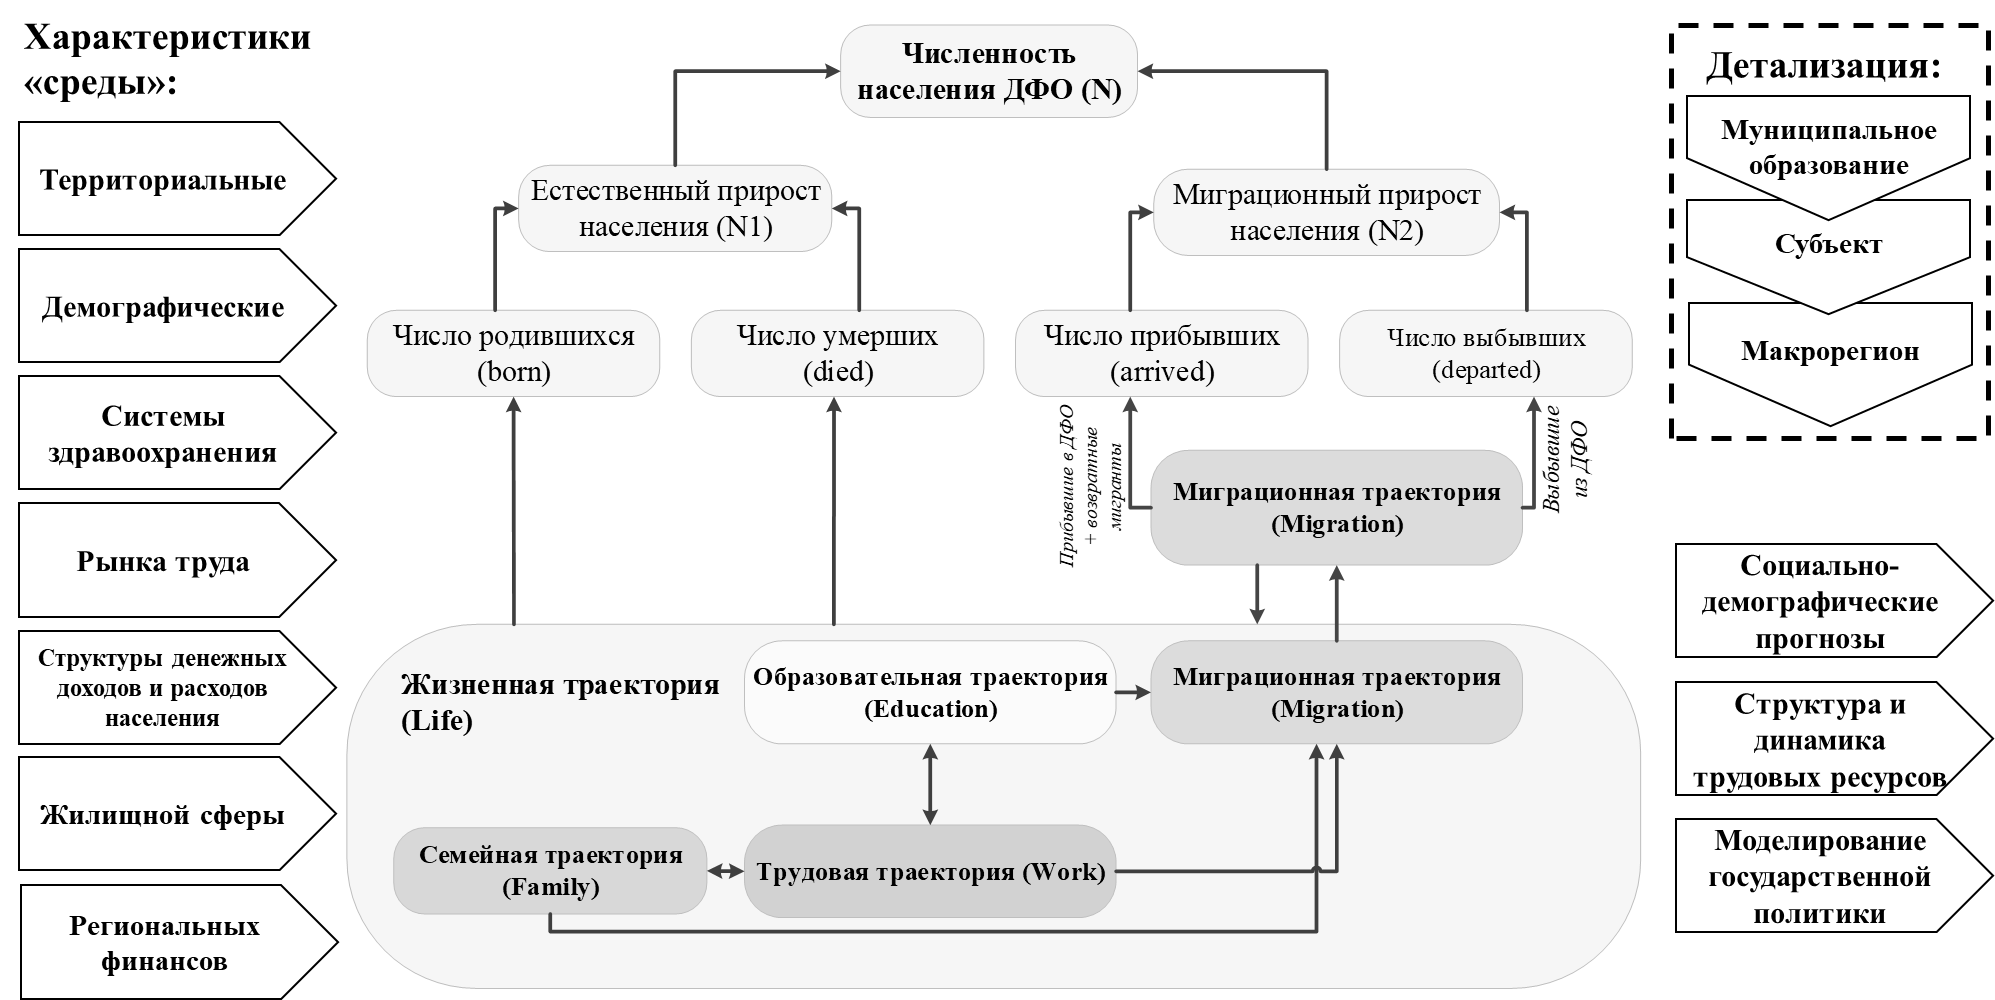 Характеристики
«среды»:
Территориальные
Демографические
Системы
здравоохранения
Рынка труда
Структуры денежных
доходов и расходов
населения
Жилищной сферы
Региональных
финансов
Численность
населения ДФО (N)
Естественный прирост
населения (N1)
Миграционный прирост
населения (N2)
Число родившихся
(born)
Число умерших
(died)
Число прибывших
(arrived)
Число выбывших
(departed)
Прибывшие в ДФО
+ возвратные
мигранты
Миграционная траектория
(Migration)
Выбывшие
из ДФО
Жизненная траектория
(Life)
Образовательная траектория
(Education)
Миграционная траектория
(Migration)
Семейная траектория
(Family)
Трудовая траектория (Work)
Детализация:
Муниципальное
образование
Субъект
Макрорегион
Социально-
демографические
прогнозы
Структура и
динамика
трудовых ресурсов
Моделирование
государственной
политики